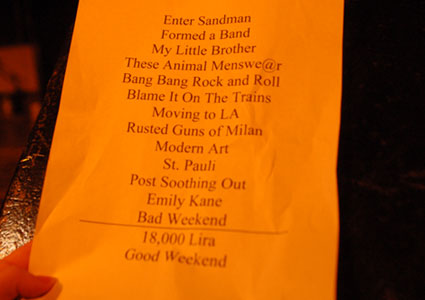 Enter Sandman
Formed a Band
My Little Brother
These Animal Menswe@r
Bang Bang Rock and Roll
Blame It On The Trains
Moving to LA
Rusted Guns of Milan
Modern Art
St. Pauli
Post Soothing Out
Emily Kane
Bad Weekend
18,000 Lira
Good Weekend